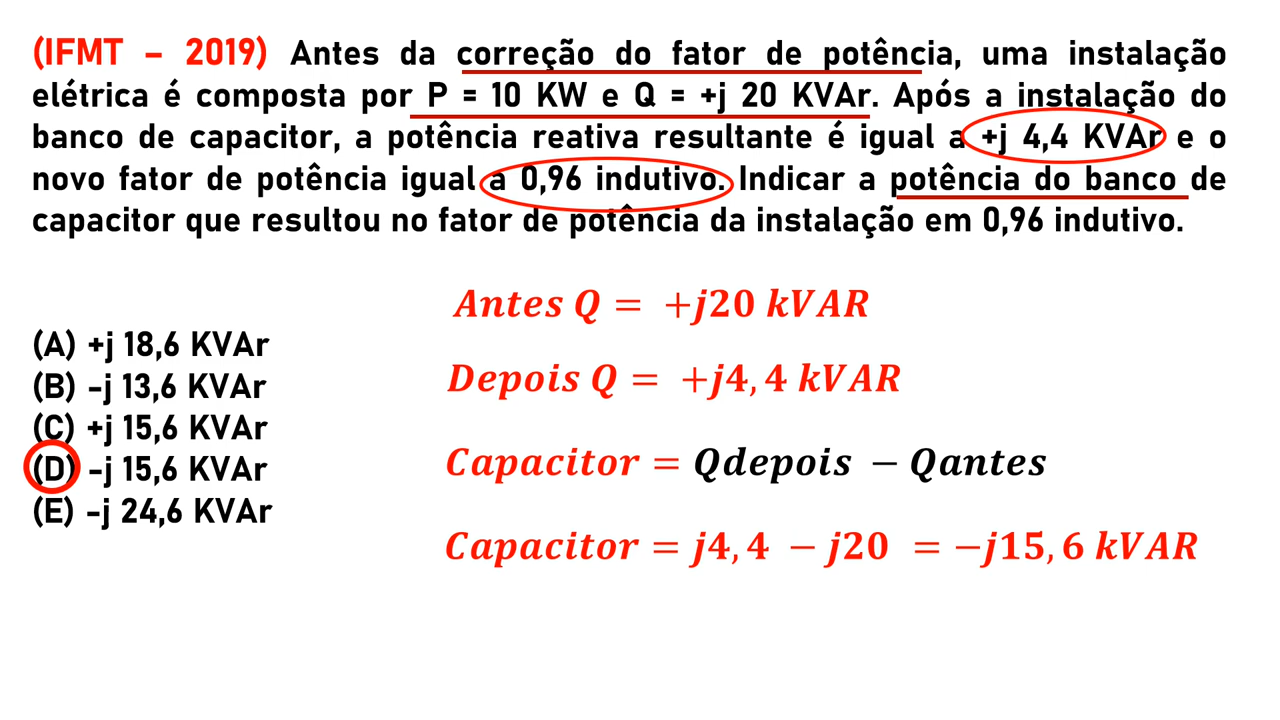 (IFMT – 2019) Antes da correção do fator de potência, uma instalação
elétrica é composta por P = 10 KW e Q = +j 20 KVAr. Após a instalação do
banco de capacitor, a potência reativa resultante é igual a +j 4,4 KVAr e o
novo fator de potência igual a 0,96 indutivo. Indicar a potência do banco de
capacitor que resultou no fator de potência da instalação em 0,96 indutivo.
Antes Q = +j20 kVAR
(A) +j 18,6 KVAr
Depois Q = +j4,4 kVAR
(B) –j 13,6 KVAr
(C) +j 15,6 KVAr
Capacitor = Qdepois − Qantes
(D) –j 15,6 KVAr
(E) -j 24,6 KVAr
Capacitor = j4,4 − j20 = −j15,6 kVAR